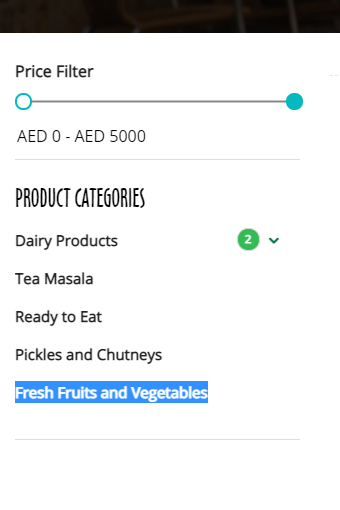 Price Filter
AED 0 - AED 5000
PRODUCT CATEGORIES
Dairy Products 2
Tea Masala
Ready to Eat
Pickles and Chutneys
Fresh Fruits and Vegetables